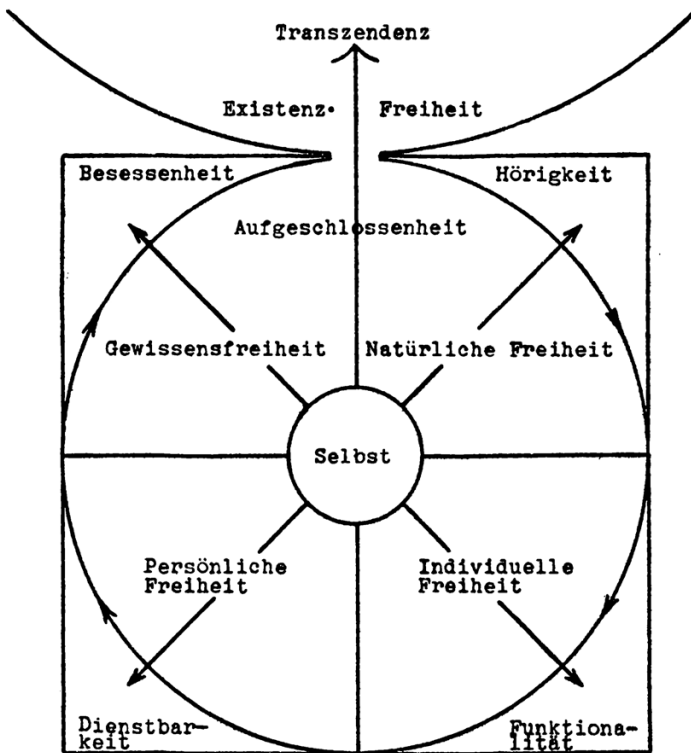 Transzendenz
Existenz· Freiheit
Besessenheit
Hörigkeit
Aufgeschlossenheit
Gewissensfreiheit
Natürliche Freiheit
Selbst
Persönliche
Freiheit
Individuelle
Freiheit
Dienstbar-
keit
Funktiona-
lität